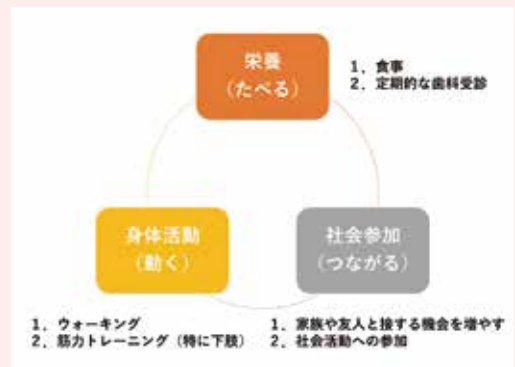 栄養
(たべる)
1. 食事
2. 定期的な歯科受診
身体活動
(動く)
社会参加
(つながる)
1. ウォーキング
2. 筋力トレーニング(特に下肢)
1. 家族や友人と接する機会を増やす
2. 社会活動への参加